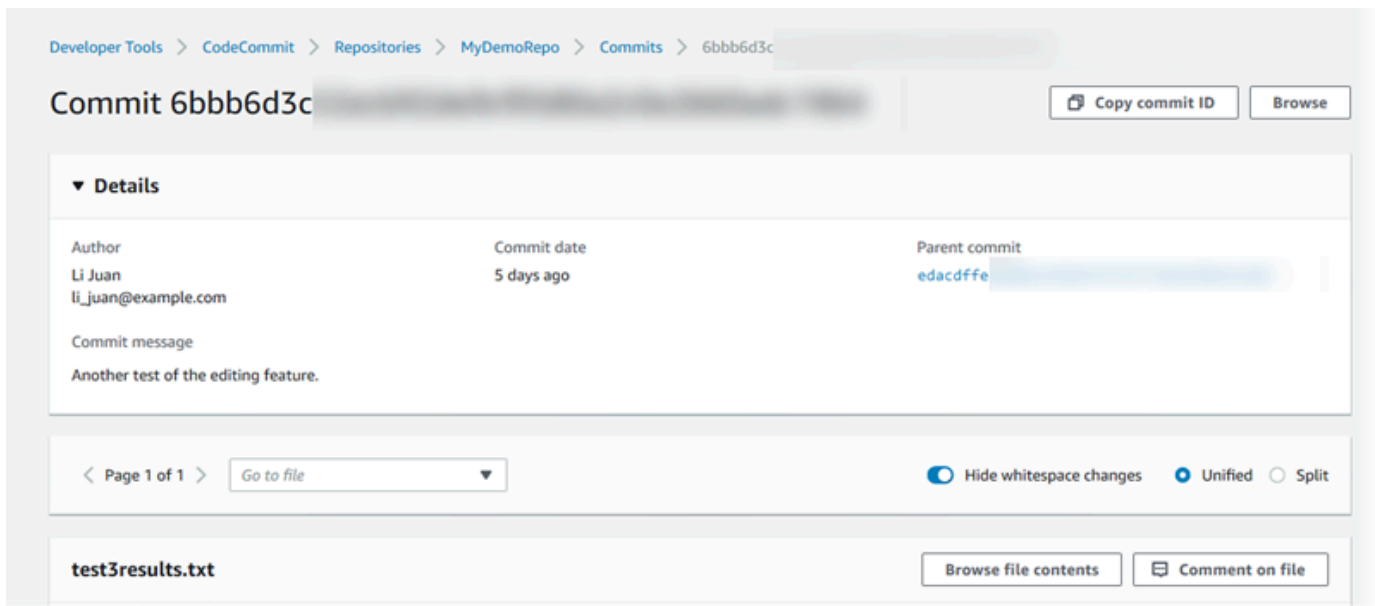 Developer Tools > CodeCommit > Repositories > MyDemoRepo > Commits > 6bbb6d3c
Commit 6bbb6d3c
Copy commit ID
Browse
▼ Details
Author
Commit date
Parent commit
Li Juan
5 days ago
edacdffe
li_juan@example.com
Commit message
Another test of the editing feature.
< Page 1 of 1 >
Go to file
Hide whitespace changes
Unified
Split
test3results.txt
Browse file contents
Comment on file